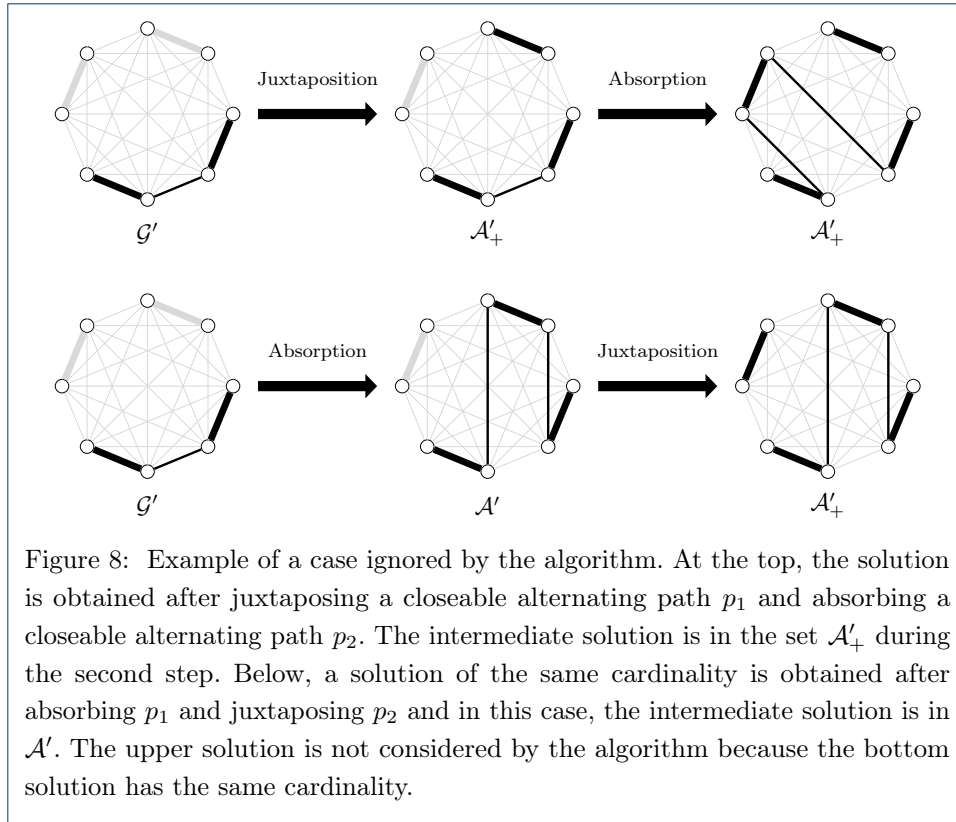 Juxtaposition
Absorption
𝒢′
𝒜′₊
𝒜′₊
Absorption
Juxtaposition
𝒢′
𝒜′
𝒜′₊
Figure 8: Example of a case ignored by the algorithm. At the top, the solution
is obtained after juxtaposing a closeable alternating path p₁ and absorbing a
closeable alternating path p₂. The intermediate solution is in the set 𝒜′₊ during
the second step. Below, a solution of the same cardinality is obtained after
absorbing p₁ and juxtaposing p₂ and in this case, the intermediate solution is in
𝒜′. The upper solution is not considered by the algorithm because the bottom
solution has the same cardinality.